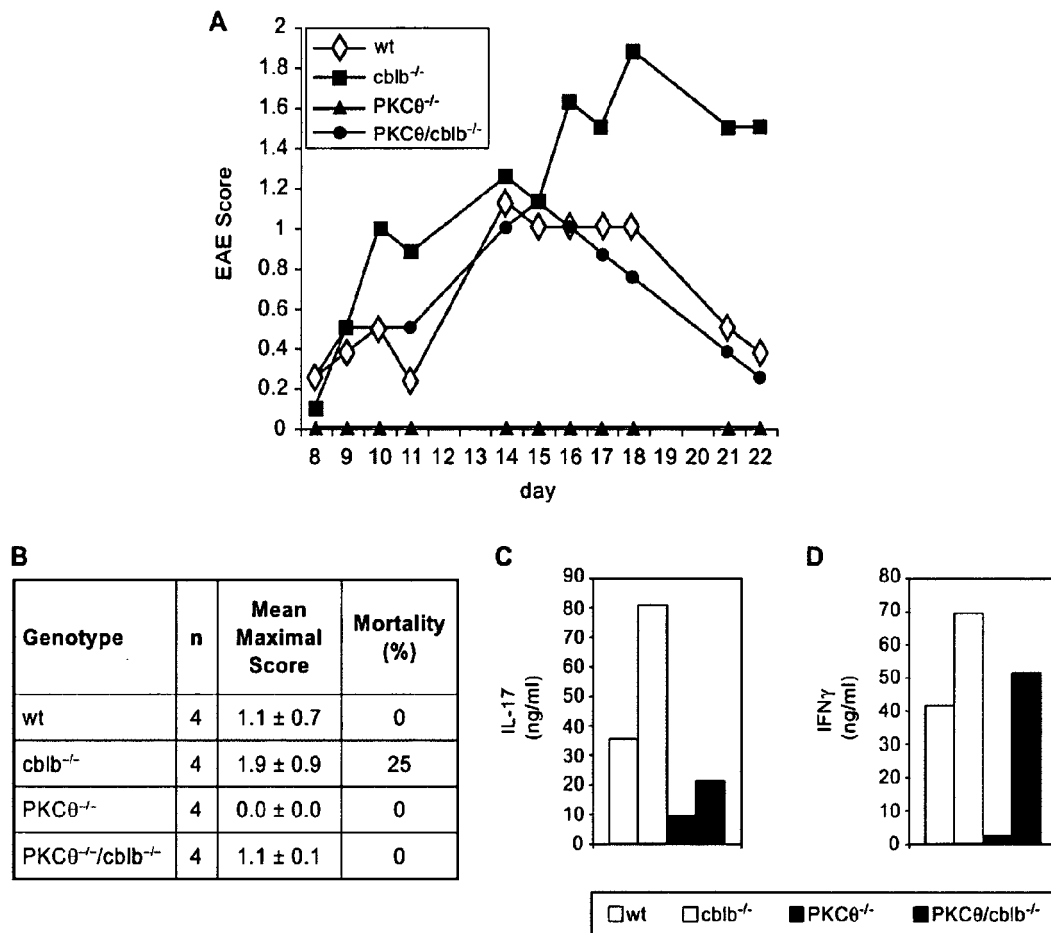 A
2
1.8
1.6
1.4
1.2
1
0.8
0.6
0.4
0.2
0
EAE Score
wt
cblb⁻/⁻
PKCθ⁻/⁻
PKCθ/cblb⁻/⁻
8 9 10 11 12 13 14 15 16 17 18 19 20 21 22
day
B
Genotype n Mean Maximal Score Mortality (%)
wt 4 1.1 ± 0.7 0
cblb⁻/⁻ 4 1.9 ± 0.9 25
PKCθ⁻/⁻ 4 0.0 ± 0.0 0
PKCθ⁻/⁻/cblb⁻/⁻ 4 1.1 ± 0.1 0
C
90
80
70
60
50
40
30
20
10
0
IL-17
(ng/ml)
D
80
70
60
50
40
30
20
10
0
IFNγ
(ng/ml)
wt cblb⁻/⁻ PKCθ⁻/⁻ PKCθ/cblb⁻/⁻